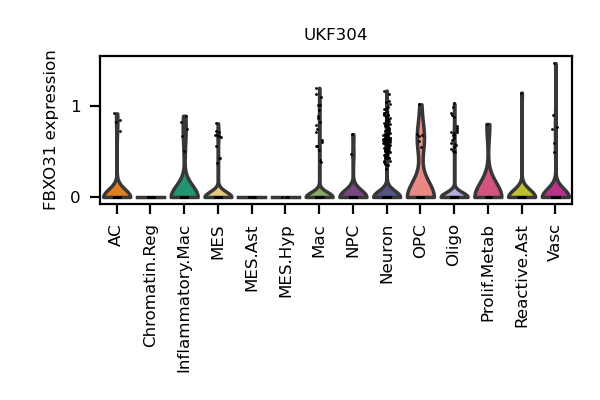 UKF304
FBXO31 expression
1
0
AC
Chromatin.Reg
Inflammatory.Mac
MES
MES.Ast
MES.Hyp
Mac
NPC
Neuron
OPC
Oligo
Prolif.Metab
Reactive.Ast
Vasc